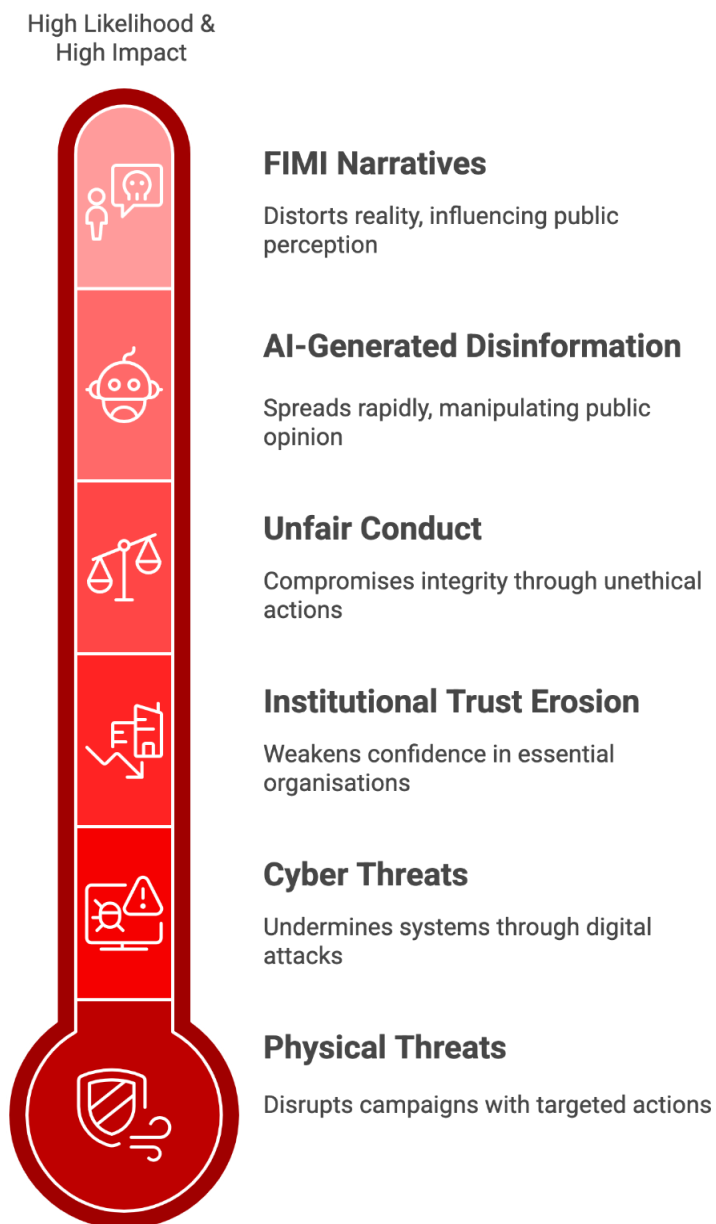 High Likelihood &
High Impact
FIMI Narratives
Distorts reality, influencing public
perception
AI-Generated Disinformation
Spreads rapidly, manipulating public
opinion
Unfair Conduct
Compromises integrity through unethical
actions
Institutional Trust Erosion
Weakens confidence in essential
organisations
Cyber Threats
Undermines systems through digital
attacks
Physical Threats
Disrupts campaigns with targeted actions